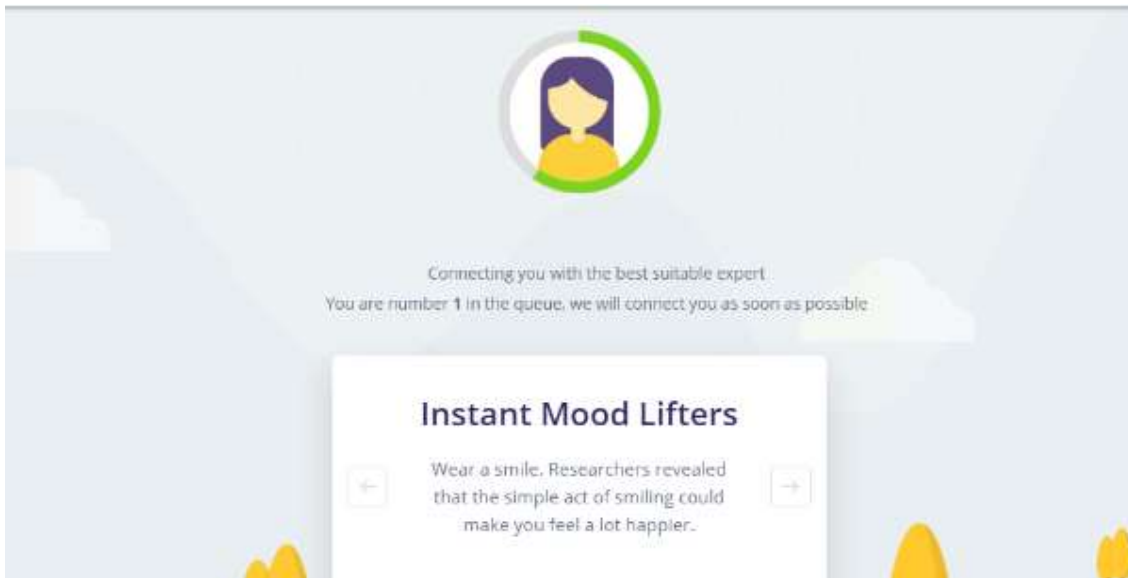 Connecting you with the best suitable expert
You are number 1 in the queue, we will connect you as soon as possible
Instant Mood Lifters
Wear a smile. Researchers revealed
that the simple act of smiling could
make you feel a lot happier.